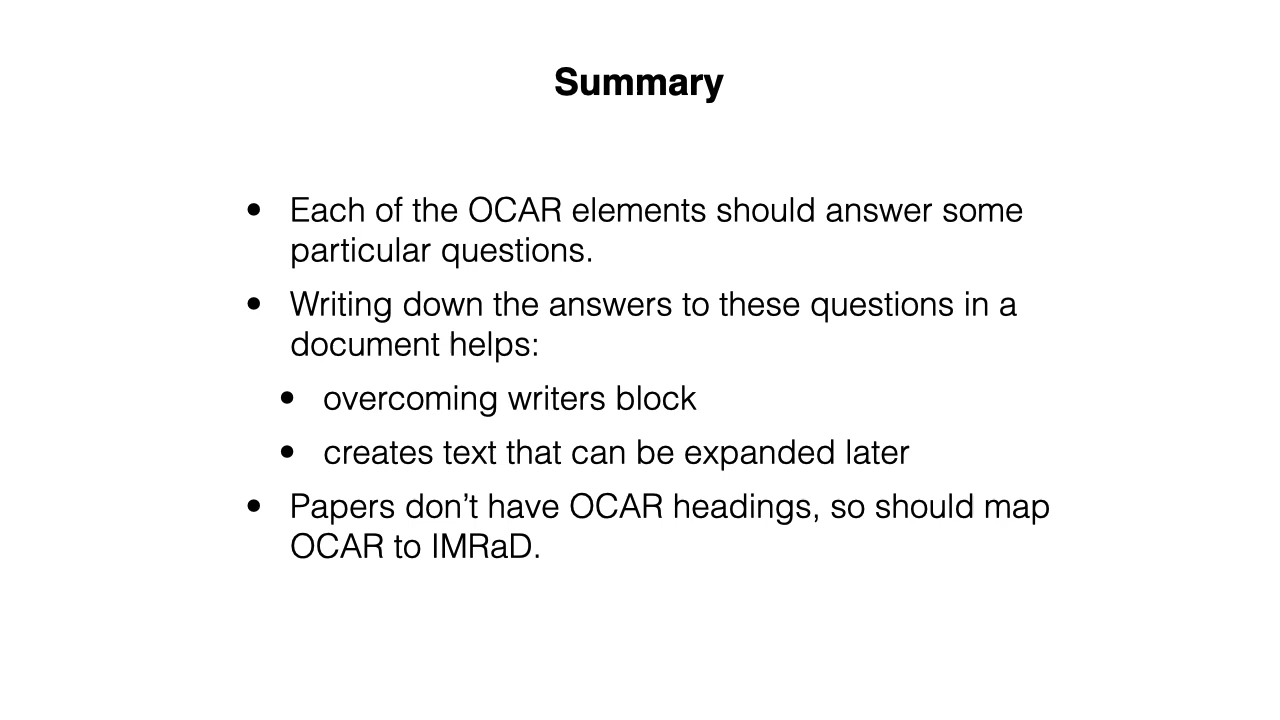 Summary
• Each of the OCAR elements should answer some
particular questions.
• Writing down the answers to these questions in a
document helps:
• overcoming writers block
• creates text that can be expanded later
• Papers don’t have OCAR headings, so should map
OCAR to IMRaD.